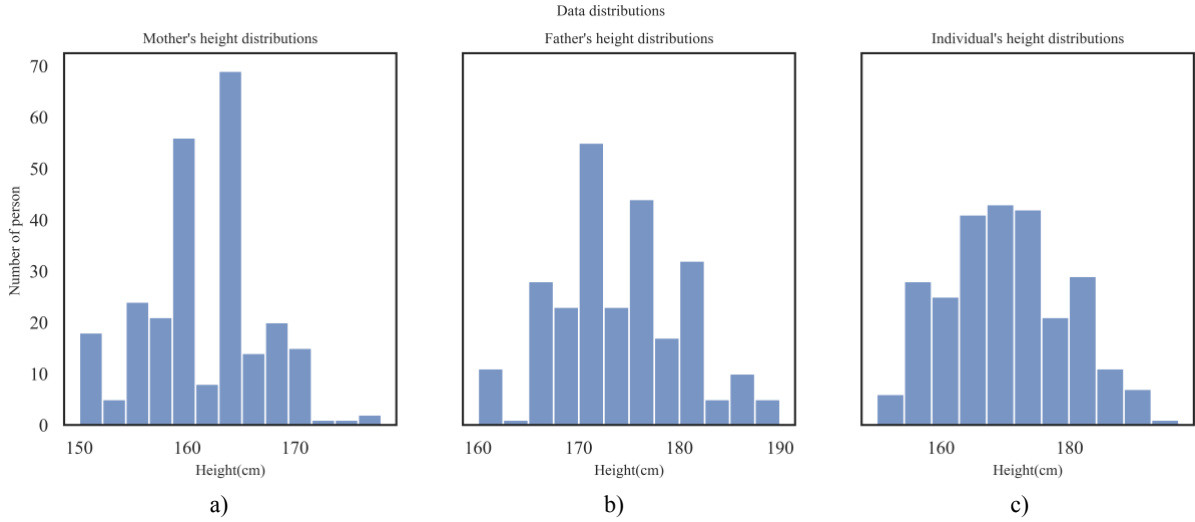 Data distributions
Mother's height distributions
Father's height distributions
Individual's height distributions
Number of person
70
60
50
40
30
20
10
0
150 160 170
160 170 180 190
160 180
Height(cm)
Height(cm)
Height(cm)
a)
b)
c)